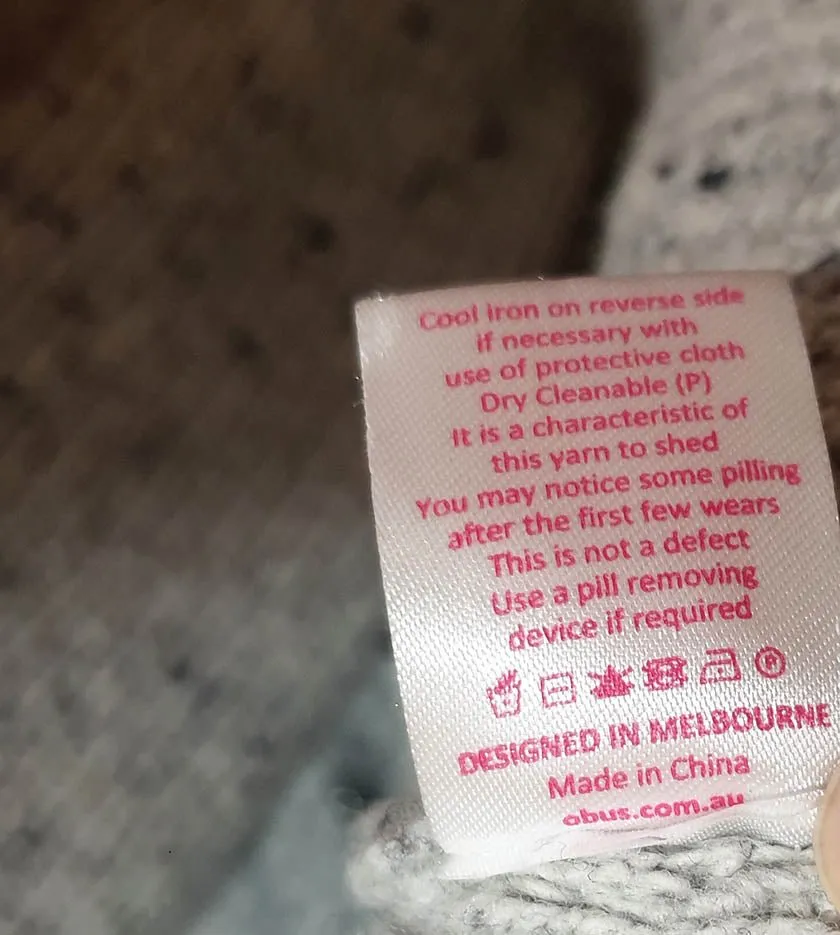 Cool iron on reverse side
if necessary with
use of protective cloth
Dry Cleanable (P)
It is a characteristic of
this yarn to shed
You may notice some pilling
after the first few wears
This is not a defect
Use a pill removing
device if required
P
DESIGNED IN MELBOURNE
Made in China
obus.com.au